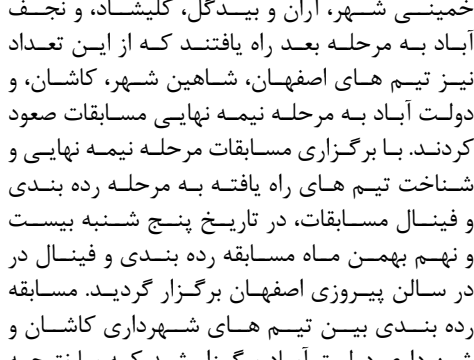 خمینی شهر، آران و بیدگل، کلیشاد، و نجف
آباد به مرحله بعد راه یافتند که از این تعداد
نیز تیم های اصفهان، شاهین شهر، کاشان، و
دولت آباد به مرحله نیمه نهایی مسابقات صعود
کردند. با برگزاری مسابقات مرحله نیمه نهایی و
شناخت تیم های راه یافته به مرحله رده بندی
و فینال مسابقات، در تاریخ پنج شنبه بیست
و نهم بهمن ماه مسابقه رده بندی و فینال در
در سالن پیروزی اصفهان برگزار گردید. مسابقه
رده بندی بین تیم های شهرداری کاشان و